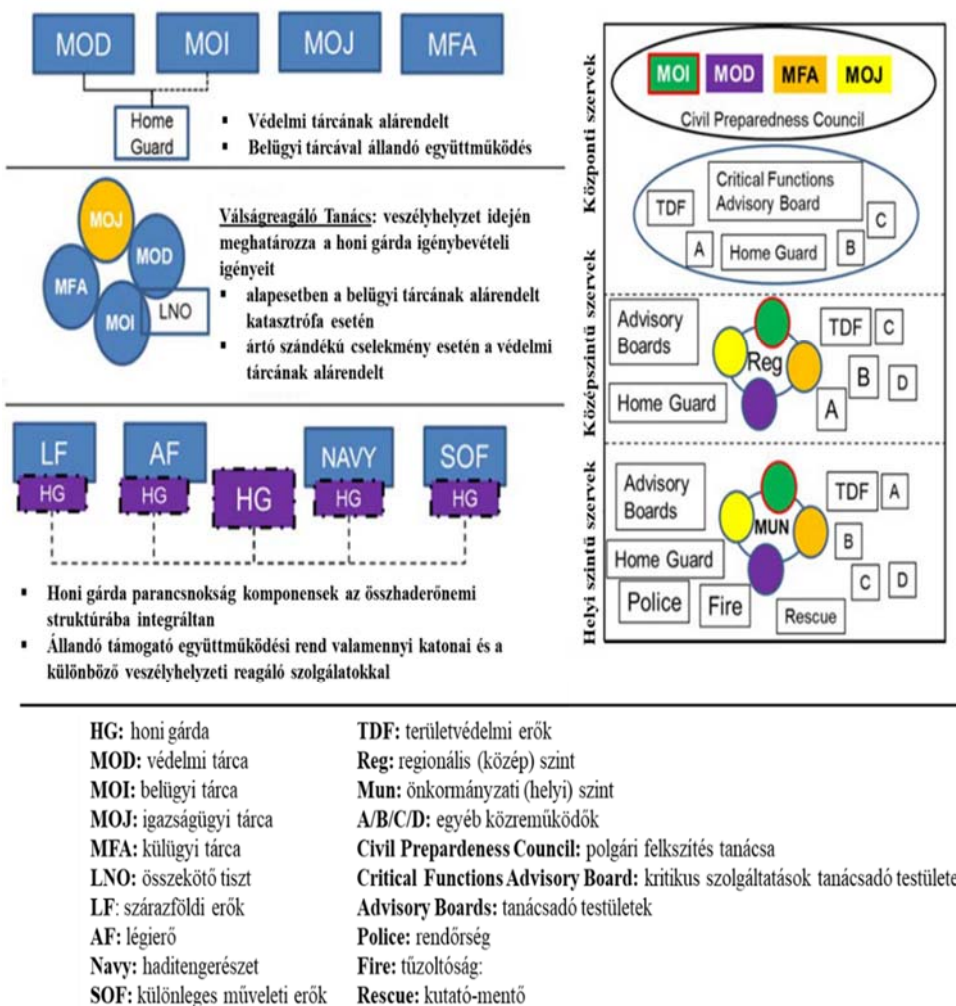 MOD MOI MOJ MFA
Home
Guard
▪ Védelmi tárcának alárendelt
▪ Belügyi tárcával állandó együttműködés
MOJ
MFA
MOD
MOI
LNO
Válságreagáló Tanács: veszélyhelyzet idején
meghatározza a honi gárda igénybevételi
igényeit
▪ alapesetben a belügyi tárcának alárendelt
katasztrófa esetén
▪ ártó szándékú cselekmény esetén a védelmi
tárcának alárendelt
LF AF NAVY SOF
HG HG HG HG HG
▪ Honi gárda parancsnokság komponensek az összhaderőnemi
struktúrába integráltan
▪ Állandó támogató együttműködési rend valamennyi katonai és a
különböző veszélyhelyzeti reagáló szolgálatokkal
Központi szervek
MOI MOD MFA MOJ
Civil Preparedness Council
Critical Functions
Advisory Board
TDF
C
A
Home Guard
B
Középszintű szervek
Advisory
Boards
Reg
TDF
C
B
D
Home Guard
A
Helyi szintű szervek
Advisory
Boards
MUN
TDF
A
B
Home Guard
C
D
Police
Fire
Rescue
HG: honi gárda
MOD: védelmi tárca
MOI: belügyi tárca
MOJ: igazságügyi tárca
MFA: külügyi tárca
LNO: összekötő tiszt
LF: szárazföldi erők
AF: légierő
Navy: haditengerészet
SOF: különleges műveleti erők
TDF: területvédelmi erők
Reg: regionális (közép) szint
Mun: önkormányzati (helyi) szint
A/B/C/D: egyéb közreműködők
Civil Prepardeness Council: polgári felkszítés tanácsa
Critical Functions Advisory Board: kritikus szolgáltatások tanácsadó testülete
Advisory Boards: tanácsadó testületek
Police: rendőrség
Fire: tűzoltóság:
Rescue: kutató-mentő